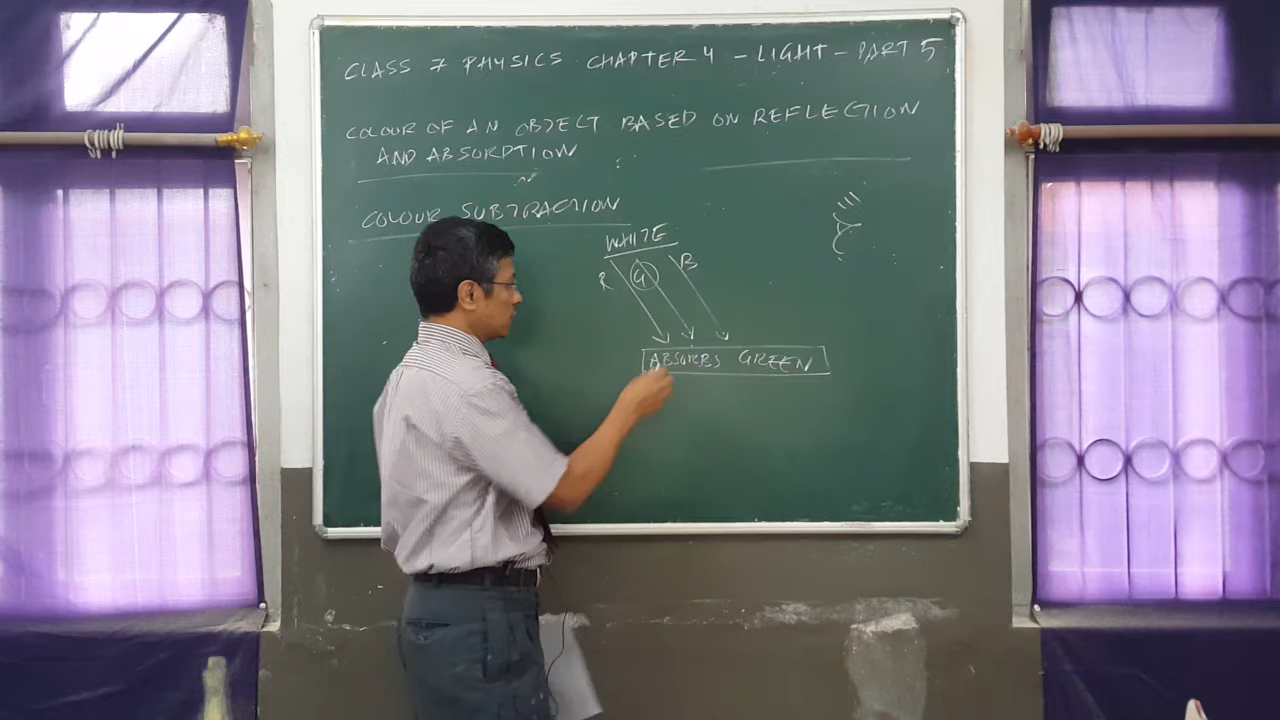 CLASS 7 PHYSICS CHAPTER 4 - LIGHT - PART 5
COLOUR OF AN OBJECT BASED ON REFLECTION
AND ABSORPTION
COLOUR SUBTRACTION
WHITE
R G B
ABSORBS GREEN